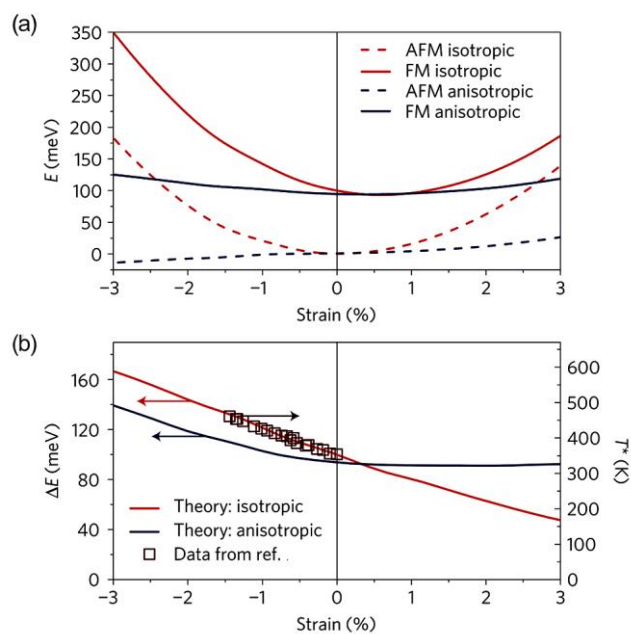 (a)
350
300
250
200
150
100
50
0
E (meV)
AFM isotropic
FM isotropic
AFM anisotropic
FM anisotropic
−3 −2 −1 0 1 2 3
Strain (%)
(b)
160
120
80
40
0
ΔE (meV)
Theory: isotropic
Theory: anisotropic
Data from ref. .
600
500
400
300
200
100
0
T* (K)
−3 −2 −1 0 1 2 3
Strain (%)